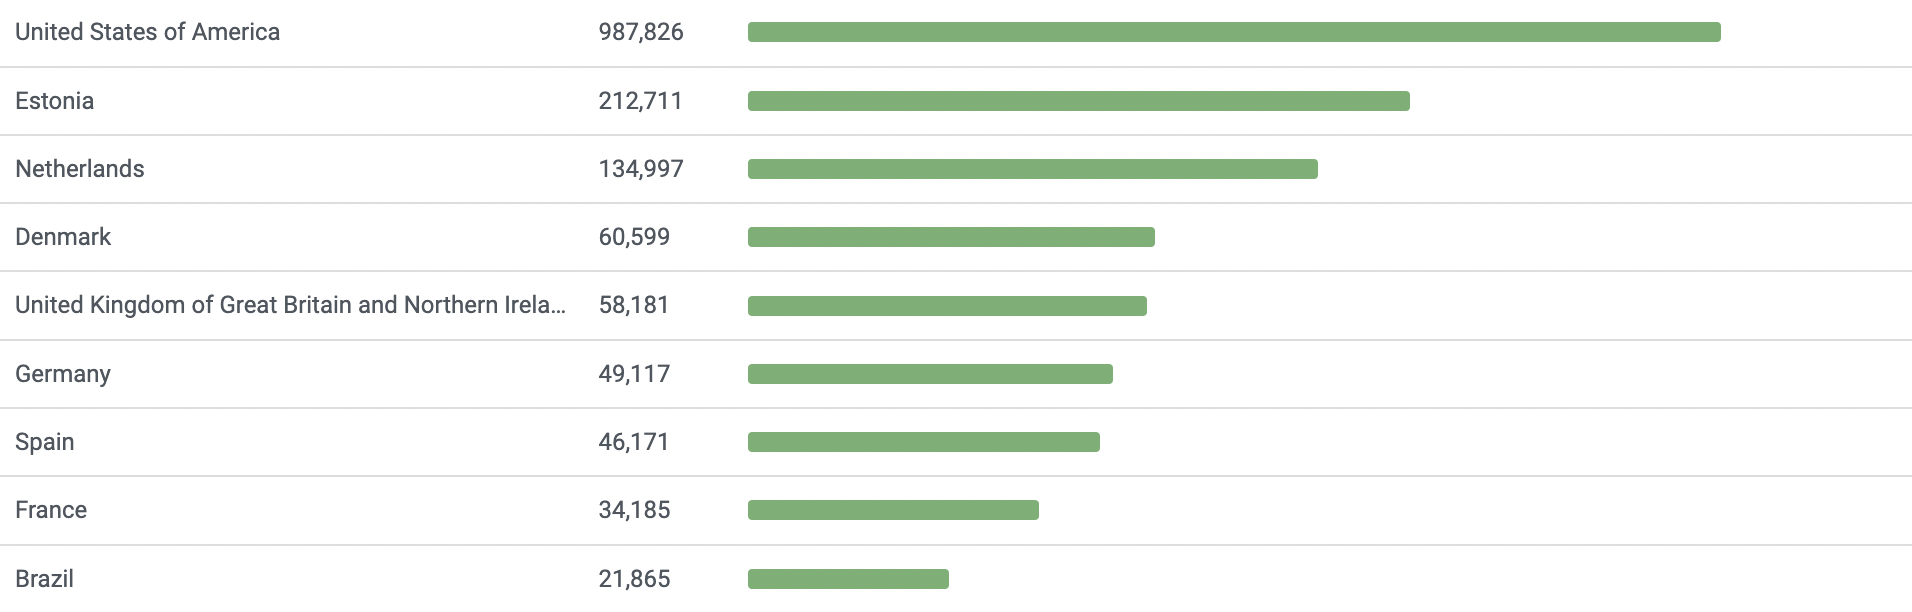 United States of America 987,826
Estonia 212,711
Netherlands 134,997
Denmark 60,599
United Kingdom of Great Britain and Northern Irela... 58,181
Germany 49,117
Spain 46,171
France 34,185
Brazil 21,865